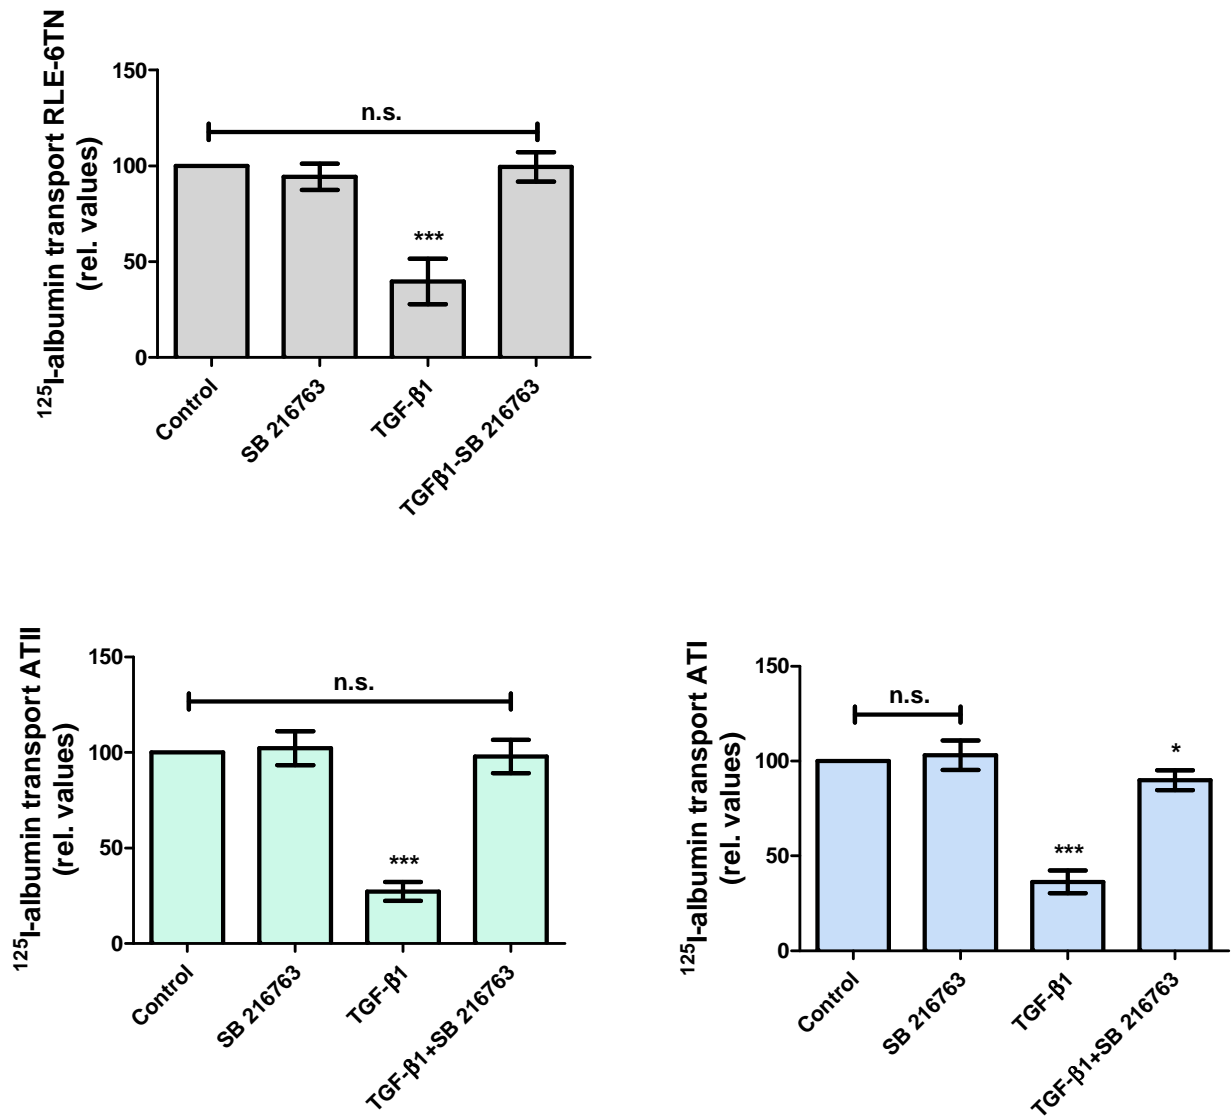 ¹²⁵I-albumin transport RLE-6TN
(rel. values)
150
100
50
0
n.s.
***
Control
SB 216763
TGF-β1
TGFβ1-SB 216763
¹²⁵I-albumin transport ATII
(rel. values)
150
100
50
0
n.s.
***
Control
SB 216763
TGF-β1
TGF-β1+SB 216763
¹²⁵I-albumin transport ATI
(rel. values)
150
100
50
0
n.s.
***
*
Control
SB 216763
TGF-β1
TGF-β1+SB 216763